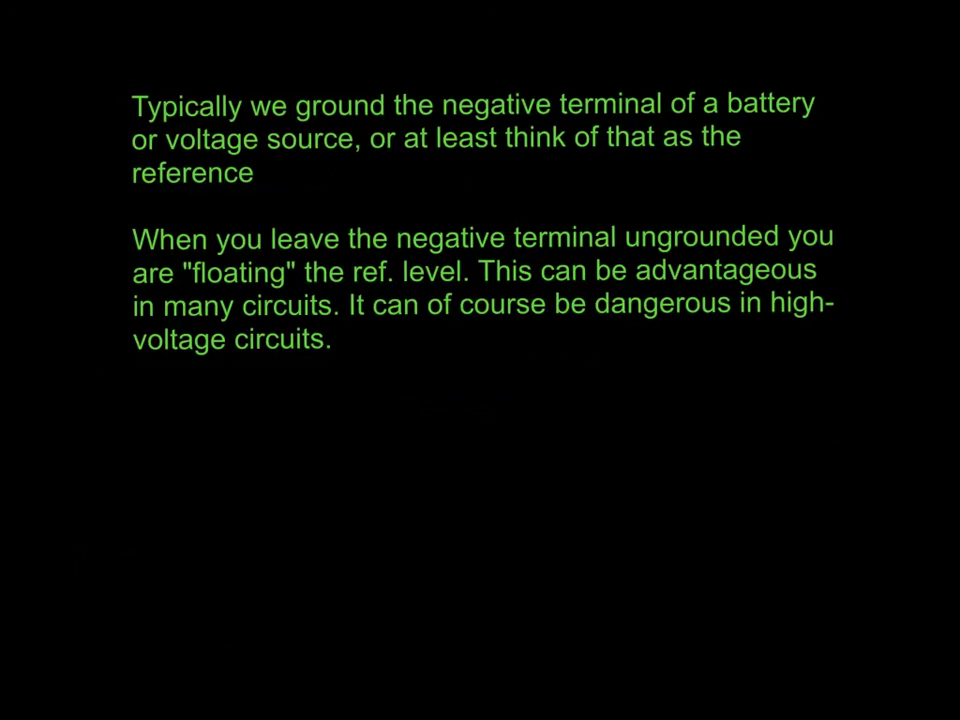 Typically we ground the negative terminal of a battery
or voltage source, or at least think of that as the
reference
When you leave the negative terminal ungrounded you
are "floating" the ref. level. This can be advantageous
in many circuits. It can of course be dangerous in high-
voltage circuits.